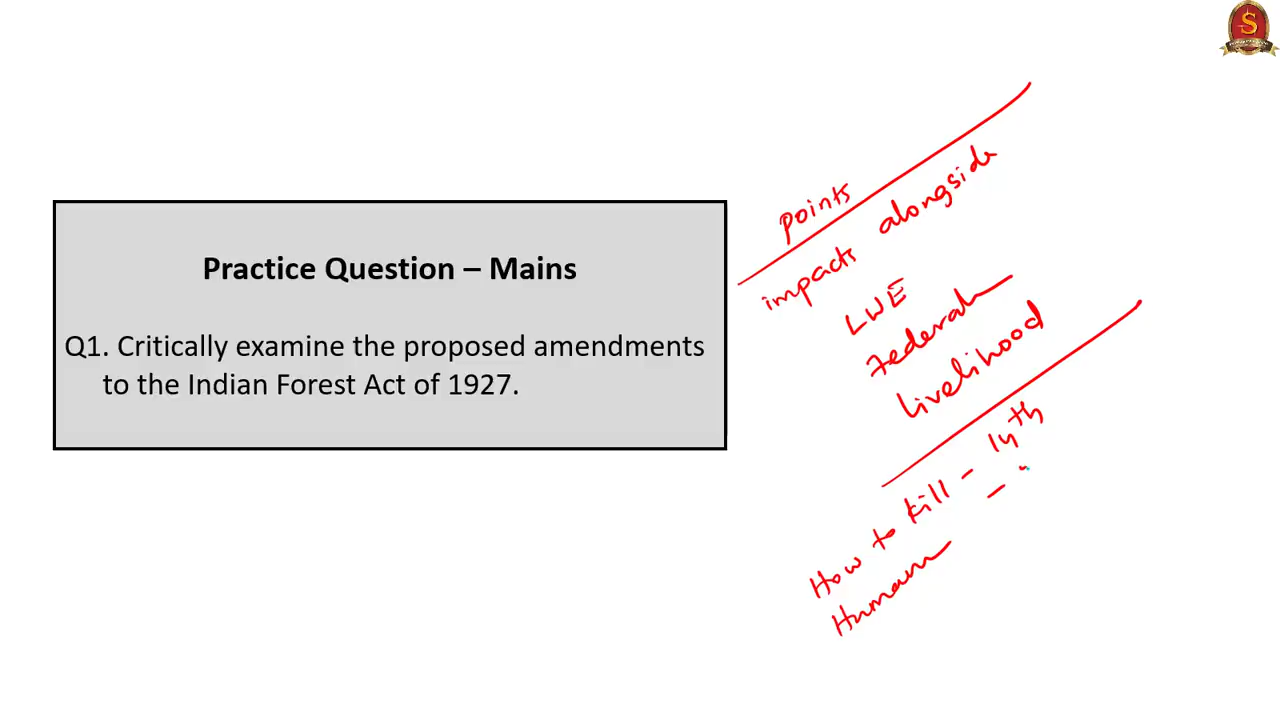 Practice Question – Mains
Q1. Critically examine the proposed amendments
to the Indian Forest Act of 1927.
points
impacts alongside
LWE
Federal
livelihood
How to kill - 14th
Human
S